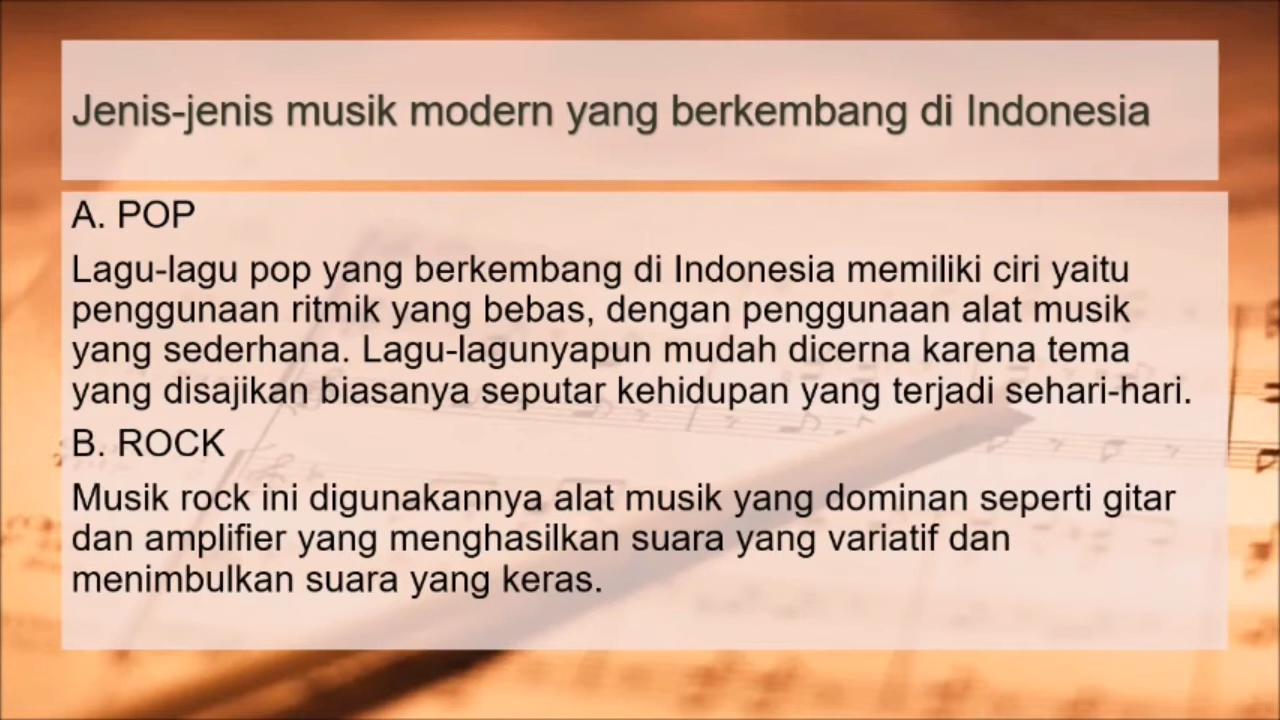 Jenis-jenis musik modern yang berkembang di Indonesia
A. POP
Lagu-lagu pop yang berkembang di Indonesia memiliki ciri yaitu
penggunaan ritmik yang bebas, dengan penggunaan alat musik
yang sederhana. Lagu-lagunyapun mudah dicerna karena tema
yang disajikan biasanya seputar kehidupan yang terjadi sehari-hari.
B. ROCK
Musik rock ini digunakannya alat musik yang dominan seperti gitar
dan amplifier yang menghasilkan suara yang variatif dan
menimbulkan suara yang keras.